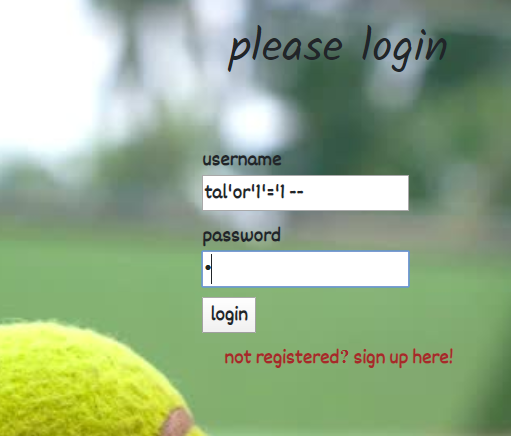 please login
username
tal'or'1'='1 --
password
•
login
not registered? sign up here!